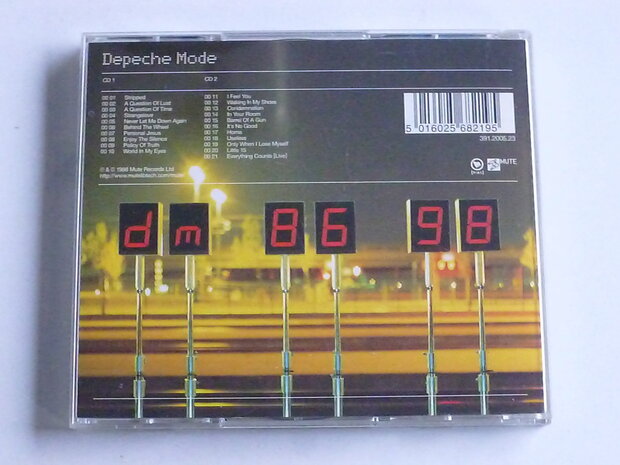 Depeche Mode
CD 1
00 01 Stripped
00 02 A Question Of Lust
00 03 A Question Of Time
00 04 Strangelove
00 05 Never Let Me Down Again
00 06 Behind The Wheel
00 07 Personal Jesus
00 08 Enjoy The Silence
00 09 Policy Of Truth
00 10 World In My Eyes
CD 2
00 11 I Feel You
00 12 Walking In My Shoes
00 13 Condemnation
00 14 In Your Room
00 15 Barrel Of A Gun
00 16 It's No Good
00 17 Home
00 18 Useless
00 19 Only When I Lose Myself
00 20 Little 15
00 21 Everything Counts [Live]
5 016025 682195
391.2005.23
MUTE
℗ & © 1998 Mute Records Ltd
http://www.mutelibtech.com/mute/
dm 86 98